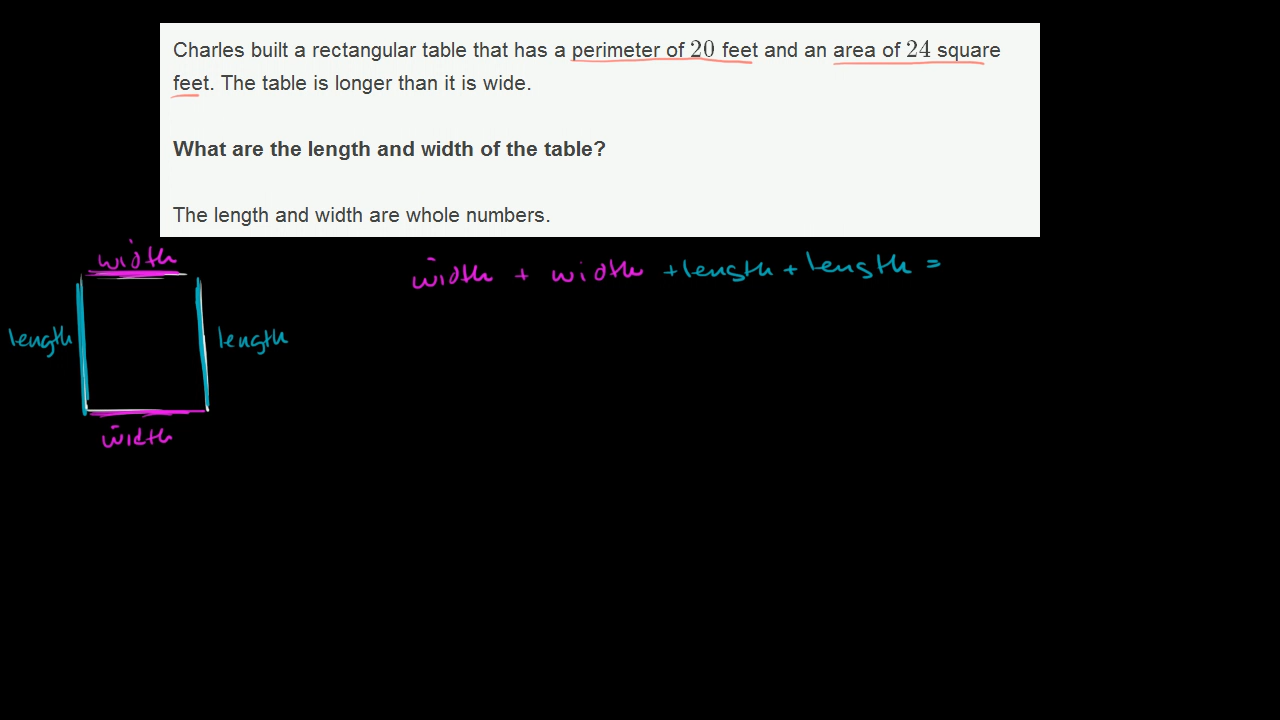 Charles built a rectangular table that has a perimeter of 20 feet and an area of 24 square
feet. The table is longer than it is wide.
What are the length and width of the table?
The length and width are whole numbers.
width
width + width + length + length =
length
length
width